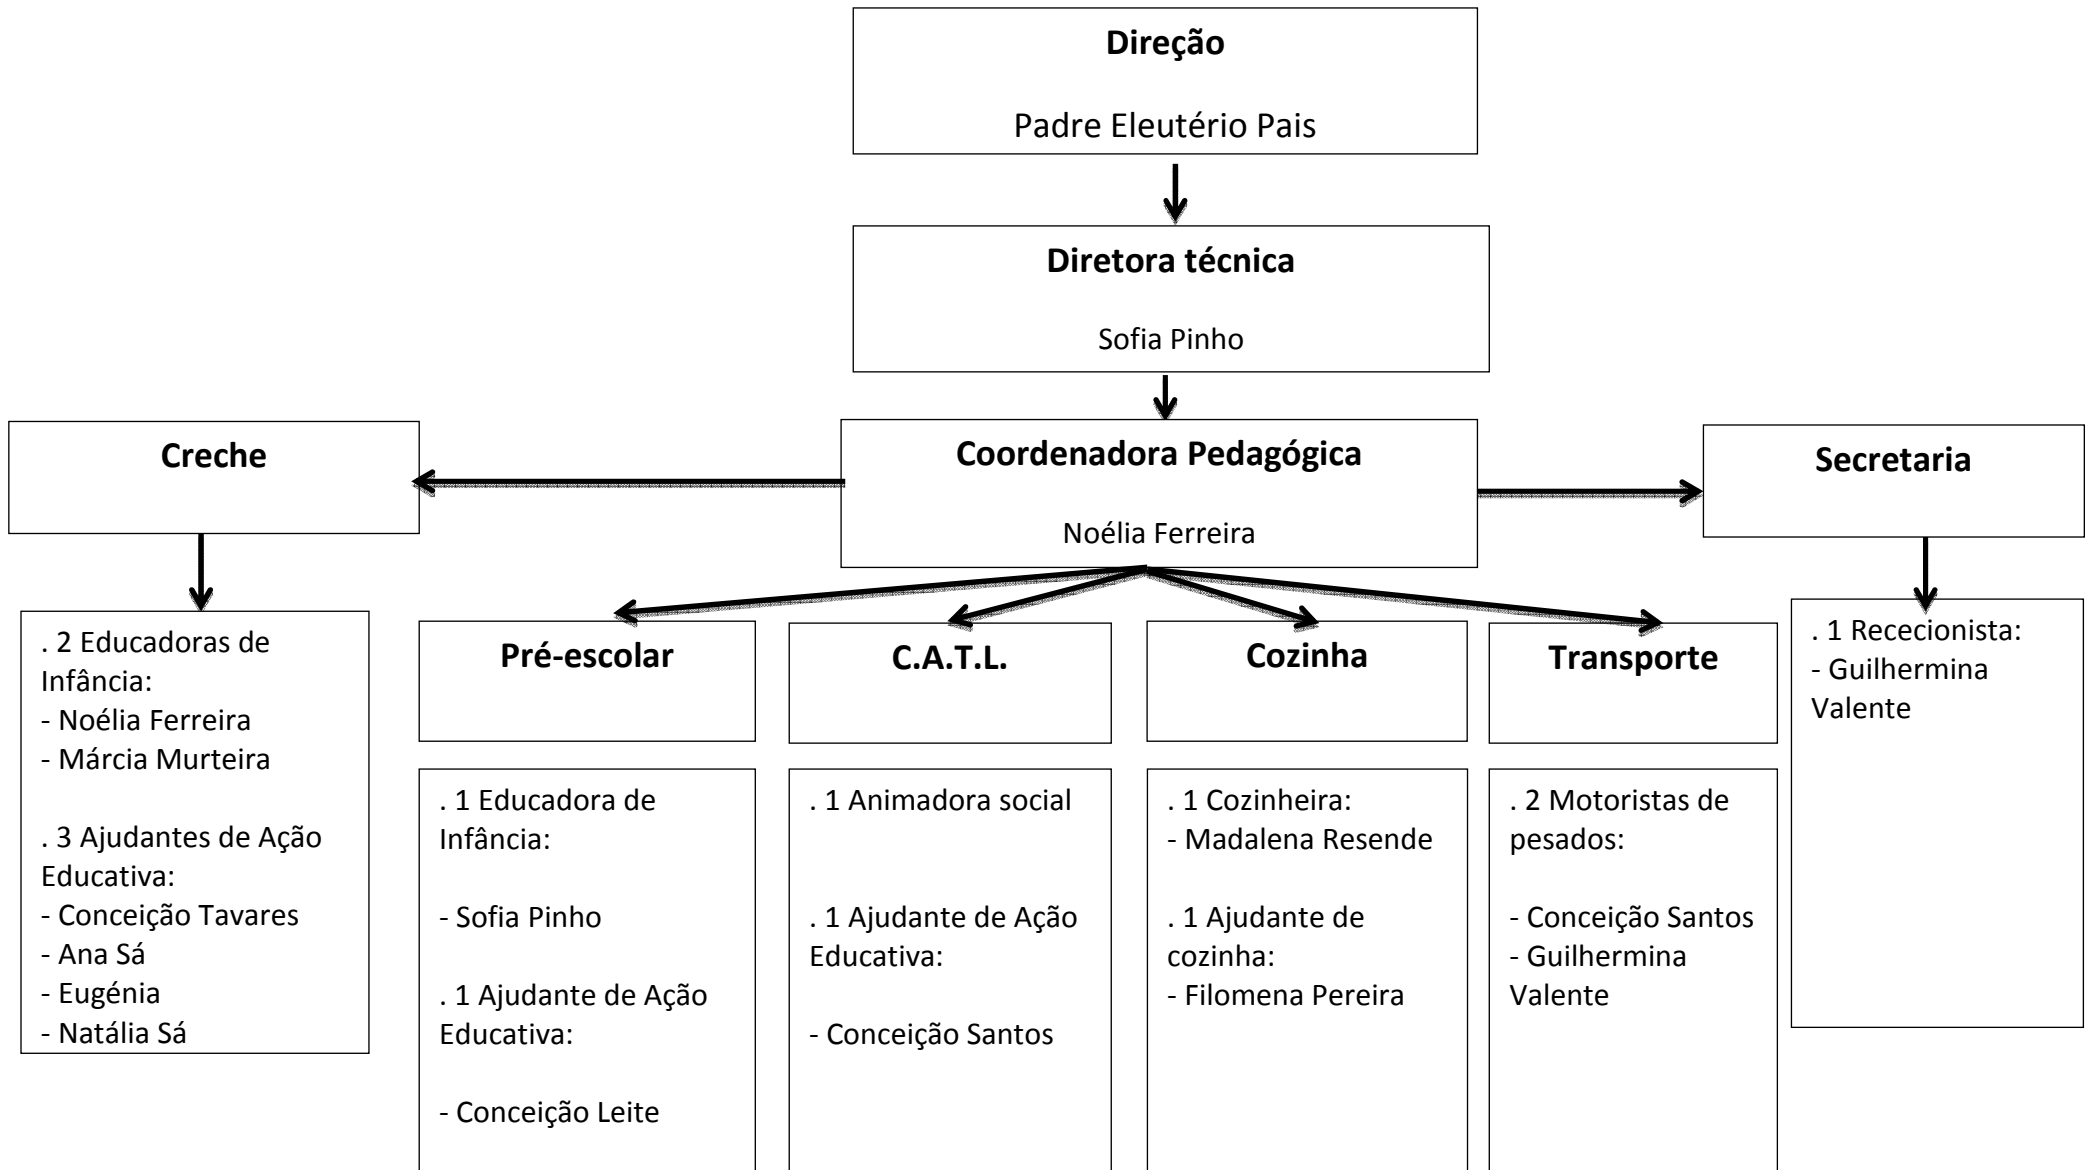 Direção
Padre Eleutério Pais
Diretora técnica
Sofia Pinho
Creche
Coordenadora Pedagógica
Noélia Ferreira
Secretaria
. 2 Educadoras de
Infância:
- Noélia Ferreira
- Márcia Murteira
. 3 Ajudantes de Ação
Educativa:
- Conceição Tavares
- Ana Sá
- Eugénia
- Natália Sá
Pré-escolar
. 1 Educadora de
Infância:
- Sofia Pinho
. 1 Ajudante de Ação
Educativa:
- Conceição Leite
C.A.T.L.
. 1 Animadora social
. 1 Ajudante de Ação
Educativa:
- Conceição Santos
Cozinha
. 1 Cozinheira:
- Madalena Resende
. 1 Ajudante de
cozinha:
- Filomena Pereira
Transporte
. 2 Motoristas de
pesados:
- Conceição Santos
- Guilhermina
Valente
. 1 Rececionista:
- Guilhermina
Valente